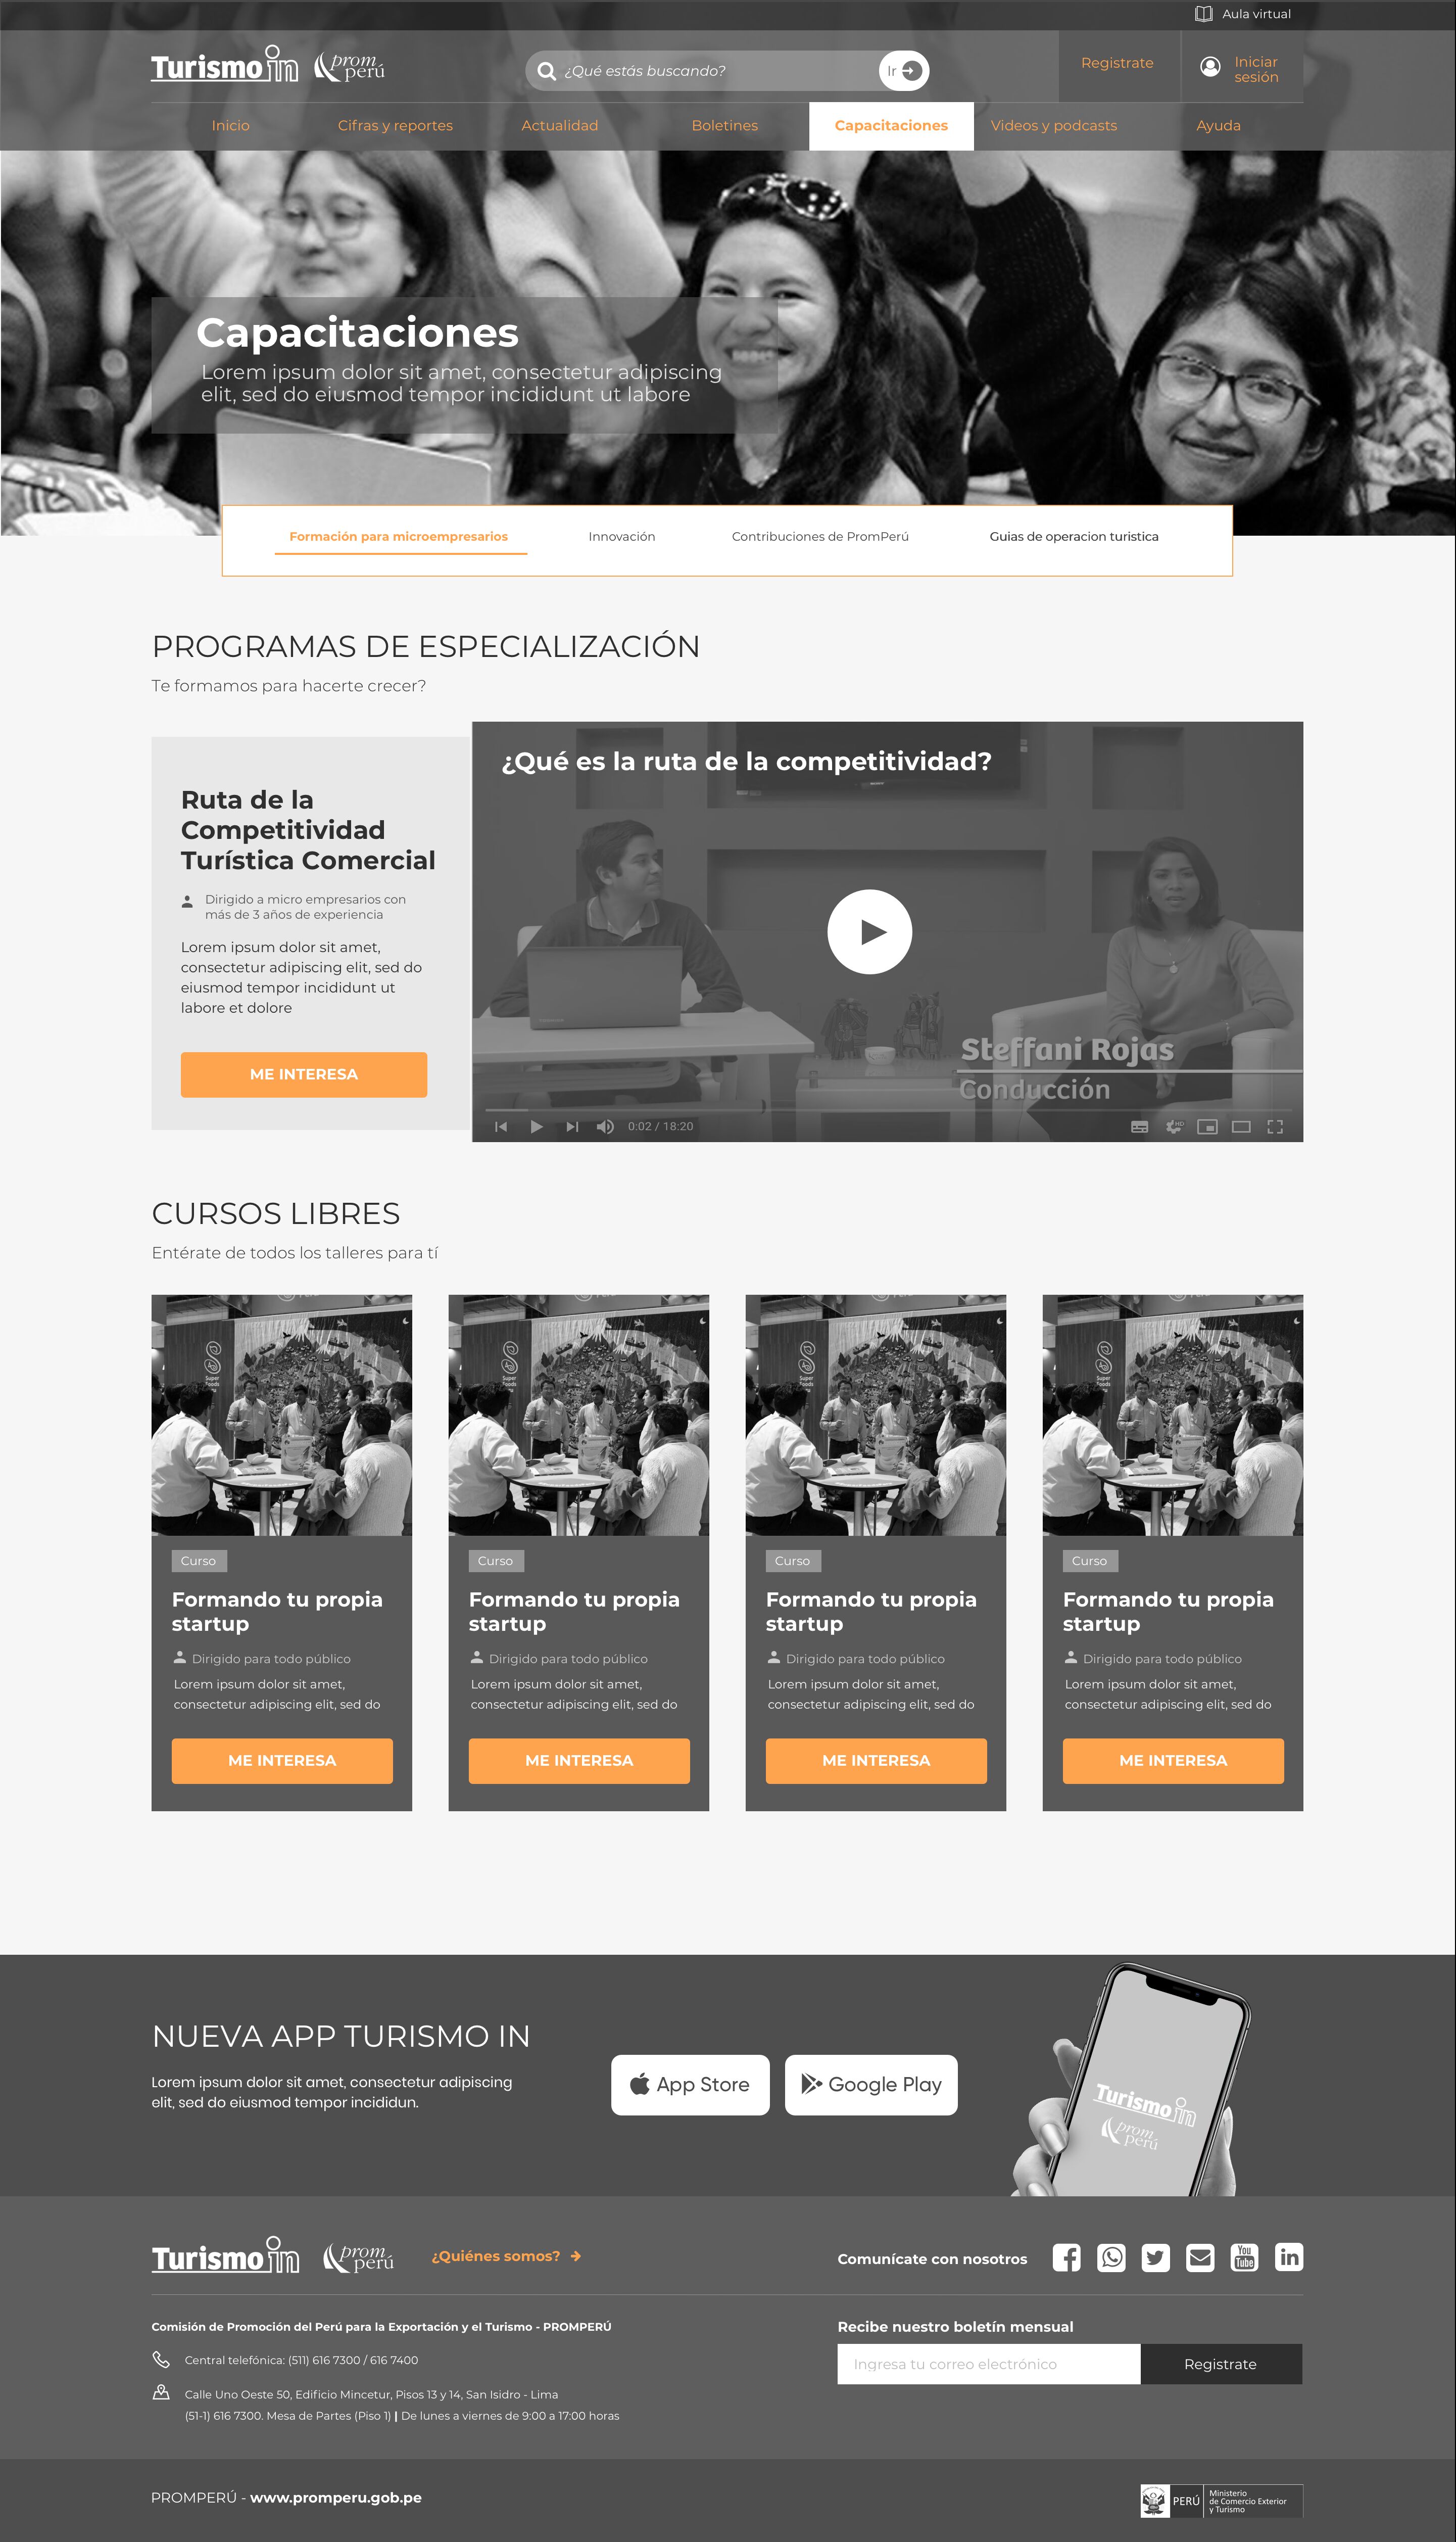 Aula virtual
Turismo in
prom
perú
¿Qué estás buscando?
Ir
Registrate
Iniciar
sesión
Inicio
Cifras y reportes
Actualidad
Boletines
Capacitaciones
Videos y podcasts
Ayuda
Capacitaciones
Lorem ipsum dolor sit amet, consectetur adipiscing
elit, sed do eiusmod tempor incididunt ut labore
Formación para microempresarios
Innovación
Contribuciones de PromPerú
Guias de operacion turistica
PROGRAMAS DE ESPECIALIZACIÓN
Te formamos para hacerte crecer?
Ruta de la
Competitividad
Turística Comercial
Dirigido a micro empresarios con
más de 3 años de experiencia
Lorem ipsum dolor sit amet,
consectetur adipiscing elit, sed do
eiusmod tempor incididunt ut
labore et dolore
ME INTERESA
¿Qué es la ruta de la competitividad?
Steffani Rojas
Conducción
0:02 / 18:20
HD
CURSOS LIBRES
Entérate de todos los talleres para tí
Super
Foods
Curso
Formando tu propia
startup
Dirigido para todo público
Lorem ipsum dolor sit amet,
consectetur adipiscing elit, sed do
ME INTERESA
Super
Foods
Curso
Formando tu propia
startup
Dirigido para todo público
Lorem ipsum dolor sit amet,
consectetur adipiscing elit, sed do
ME INTERESA
Super
Foods
Curso
Formando tu propia
startup
Dirigido para todo público
Lorem ipsum dolor sit amet,
consectetur adipiscing elit, sed do
ME INTERESA
Super
Foods
Curso
Formando tu propia
startup
Dirigido para todo público
Lorem ipsum dolor sit amet,
consectetur adipiscing elit, sed do
ME INTERESA
NUEVA APP TURISMO IN
Lorem ipsum dolor sit amet, consectetur adipiscing
elit, sed do eiusmod tempor incididun.
App Store
Google Play
Turismo in
prom
perú
Turismo in
prom
perú
¿Quiénes somos?
Comunícate con nosotros
You
Tube
in
Comisión de Promoción del Perú para la Exportación y el Turismo - PROMPERÚ
Central telefónica: (511) 616 7300 / 616 7400
Calle Uno Oeste 50, Edificio Mincetur, Pisos 13 y 14, San Isidro - Lima
(51-1) 616 7300. Mesa de Partes (Piso 1) | De lunes a viernes de 9:00 a 17:00 horas
Recibe nuestro boletín mensual
Ingresa tu correo electrónico
Registrate
PROMPERÚ - www.promperu.gob.pe
PERÚ
Ministerio
de Comercio Exterior
y Turismo